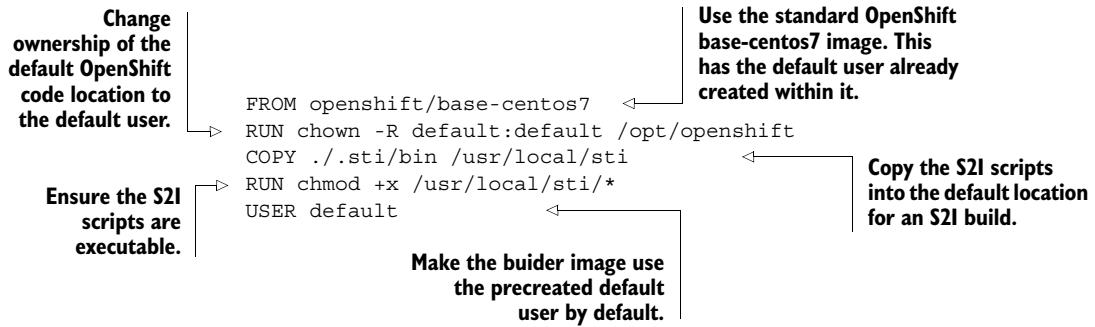 Change
ownership of the
default OpenShift
code location to
the default user.
Use the standard OpenShift
base-centos7 image. This
has the default user already
created within it.
FROM openshift/base-centos7
RUN chown -R default:default /opt/openshift
COPY ./.sti/bin /usr/local/sti
RUN chmod +x /usr/local/sti/*
USER default
Ensure the S2I
scripts are
executable.
Copy the S2I scripts
into the default location
for an S2I build.
Make the buider image use
the precreated default
user by default.